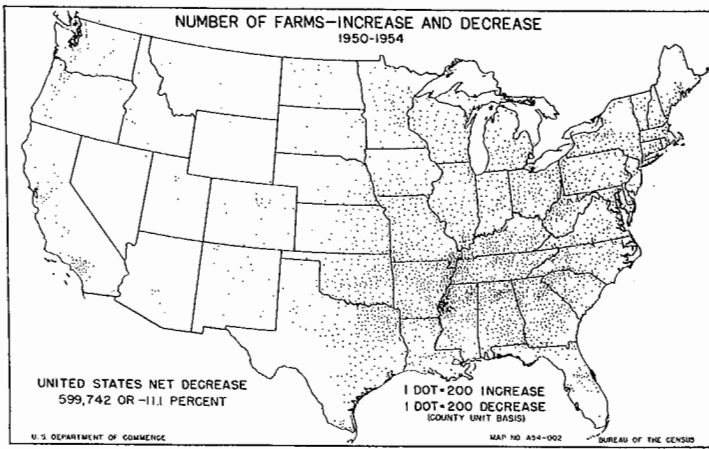 NUMBER OF FARMS—INCREASE AND DECREASE
1950-1954
UNITED STATES NET DECREASE
599,742 OR -11.1 PERCENT
1 DOT=200 INCREASE
1 DOT=200 DECREASE
(COUNTY UNIT BASIS)
U. S. DEPARTMENT OF COMMERCE
MAP NO A54-002
BUREAU OF THE CENSUS